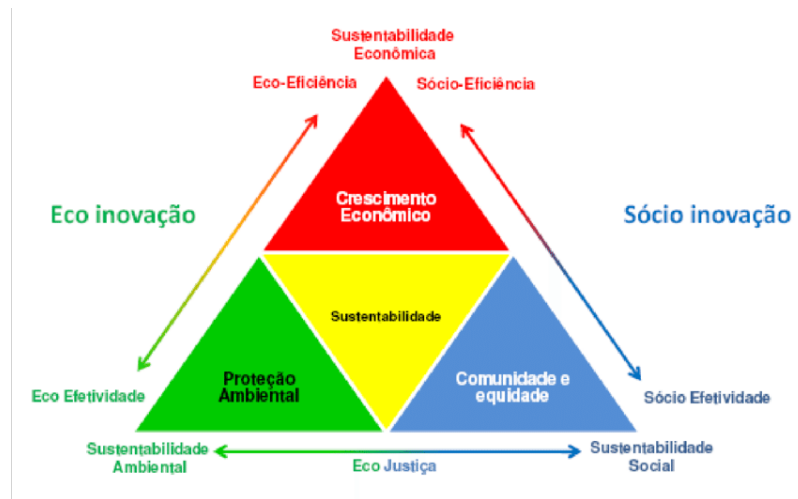 Sustentabilidade
Econômica
Eco-Eficiência
Sócio-Eficiência
Crescimento
Econômico
Eco inovação
Sócio inovação
Sustentabilidade
Proteção
Ambiental
Comunidade e
equidade
Eco Efetividade
Sócio Efetividade
Sustentabilidade
Ambiental
Eco Justiça
Sustentabilidade
Social